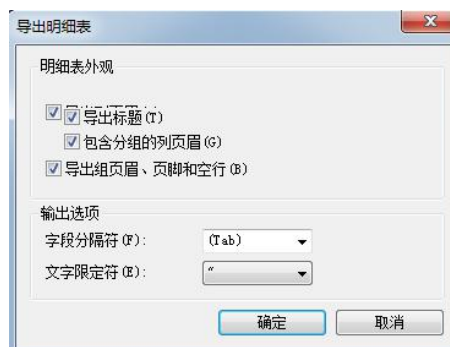 导出明细表
明细表外观
导出标题(T)
包含分组的列页眉(G)
导出组页眉、页脚和空行(B)
输出选项
字段分隔符(F):
(Tab)
文字限定符(E):
"
确定
取消